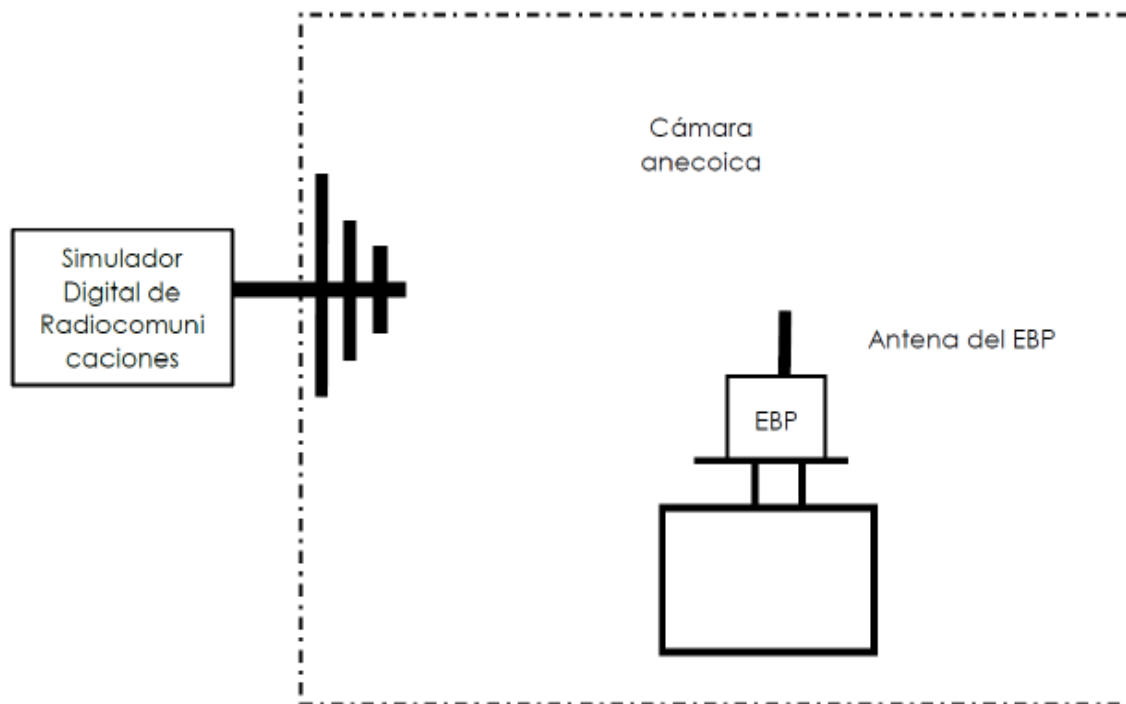 Cámara
anecoica
Simulador
Digital de
Radiocomuni
caciones
Antena del EBP
EBP